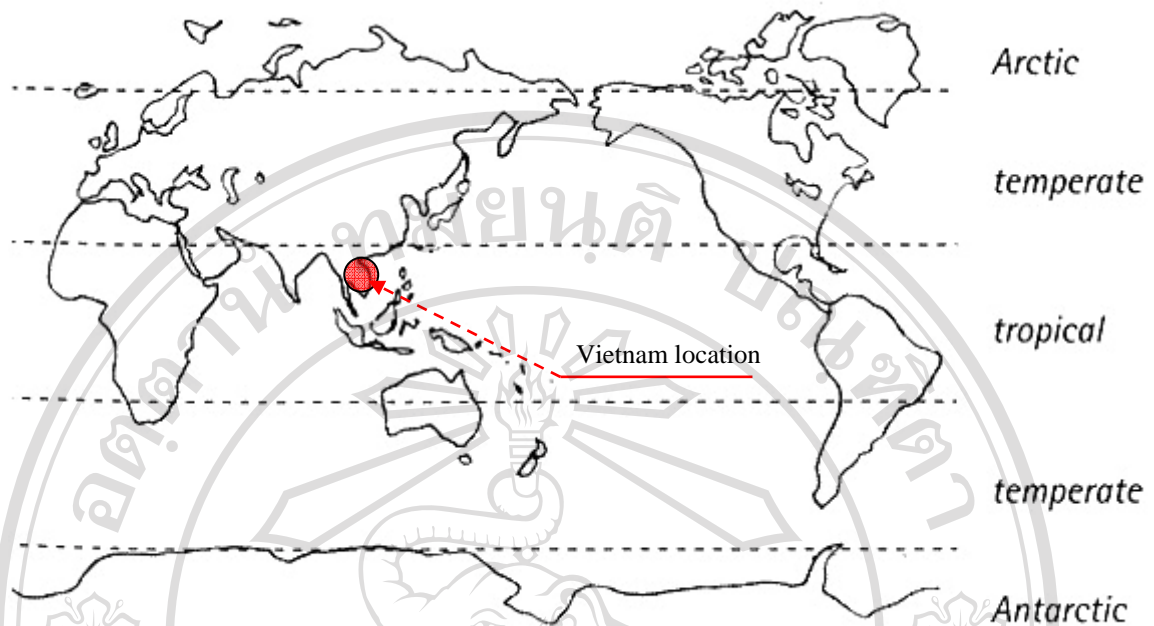 Arctic
temperate
Vietnam location
tropical
temperate
Antarctic